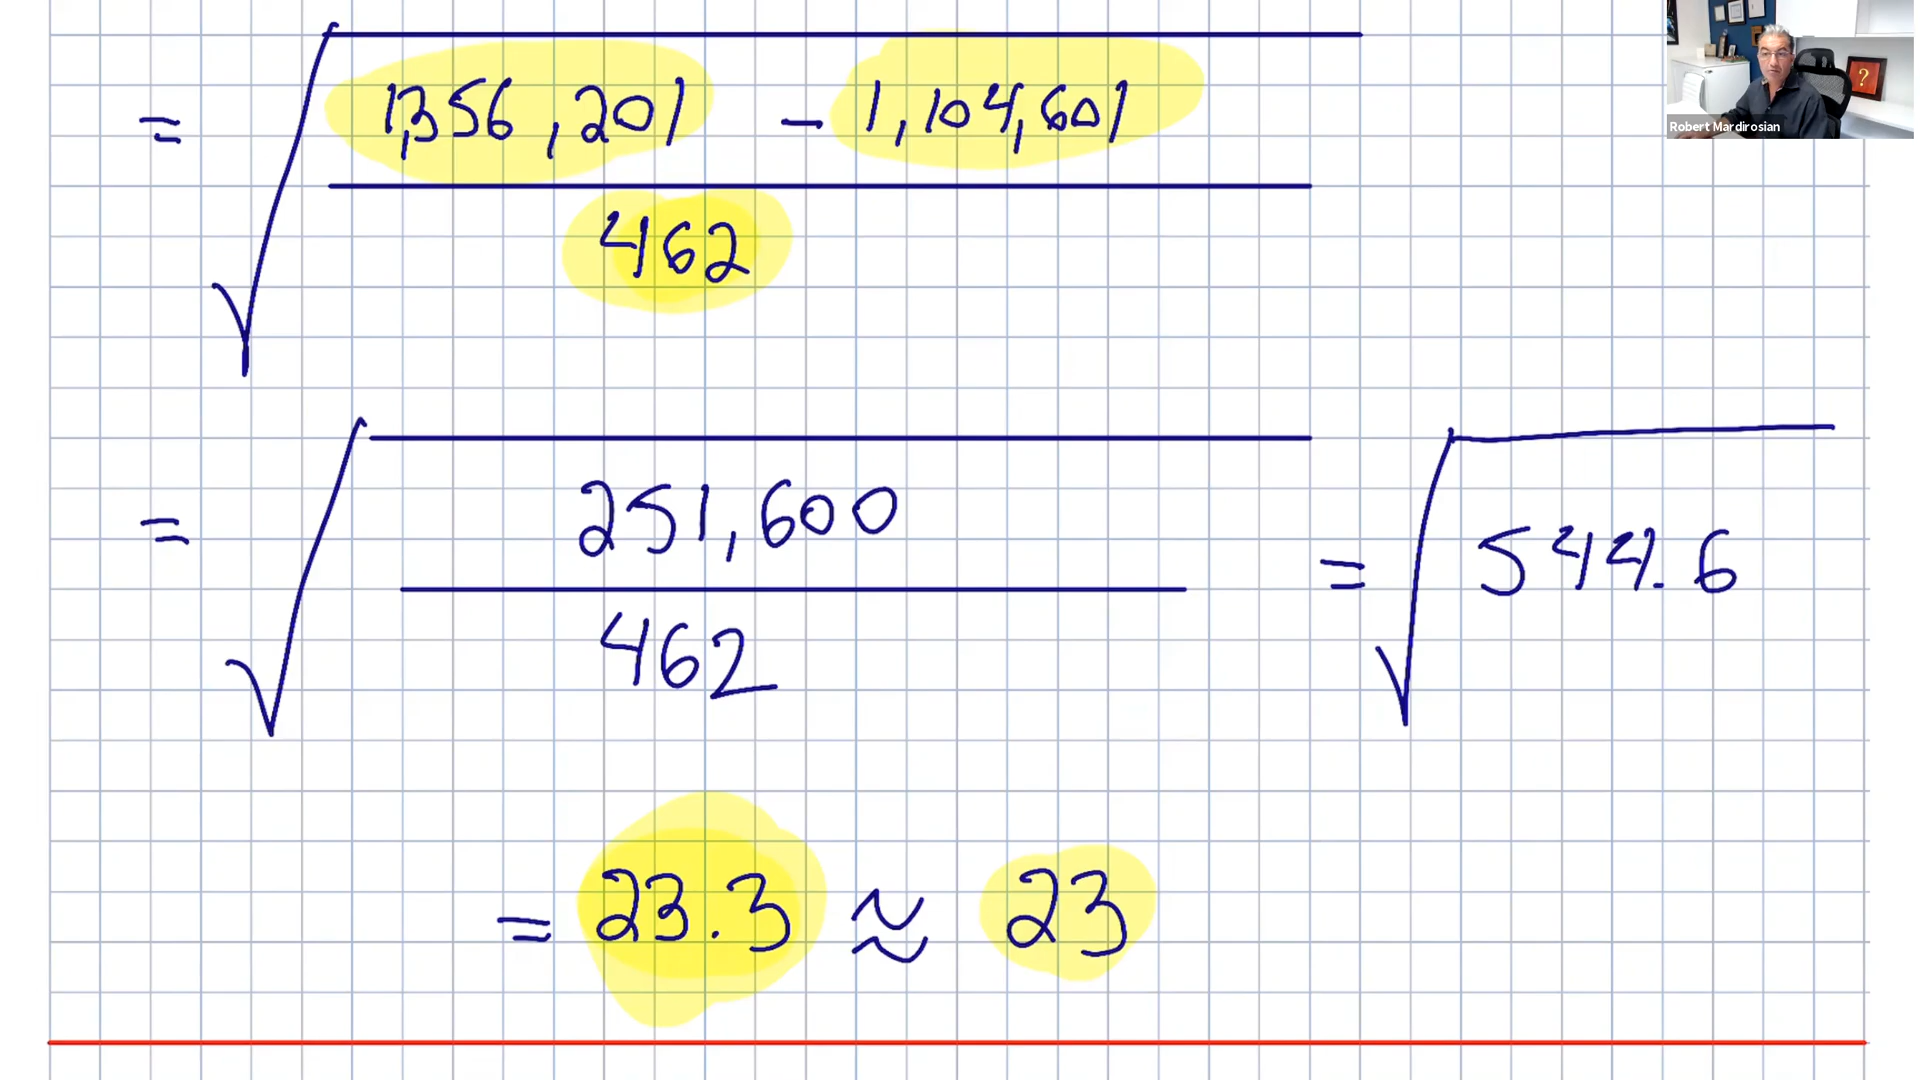 = √ 1,356,201 - 1,104,601
462
= √ 251,600
462
= √ 544.6
= 23.3 ≈ 23
?
Robert Mardirosian